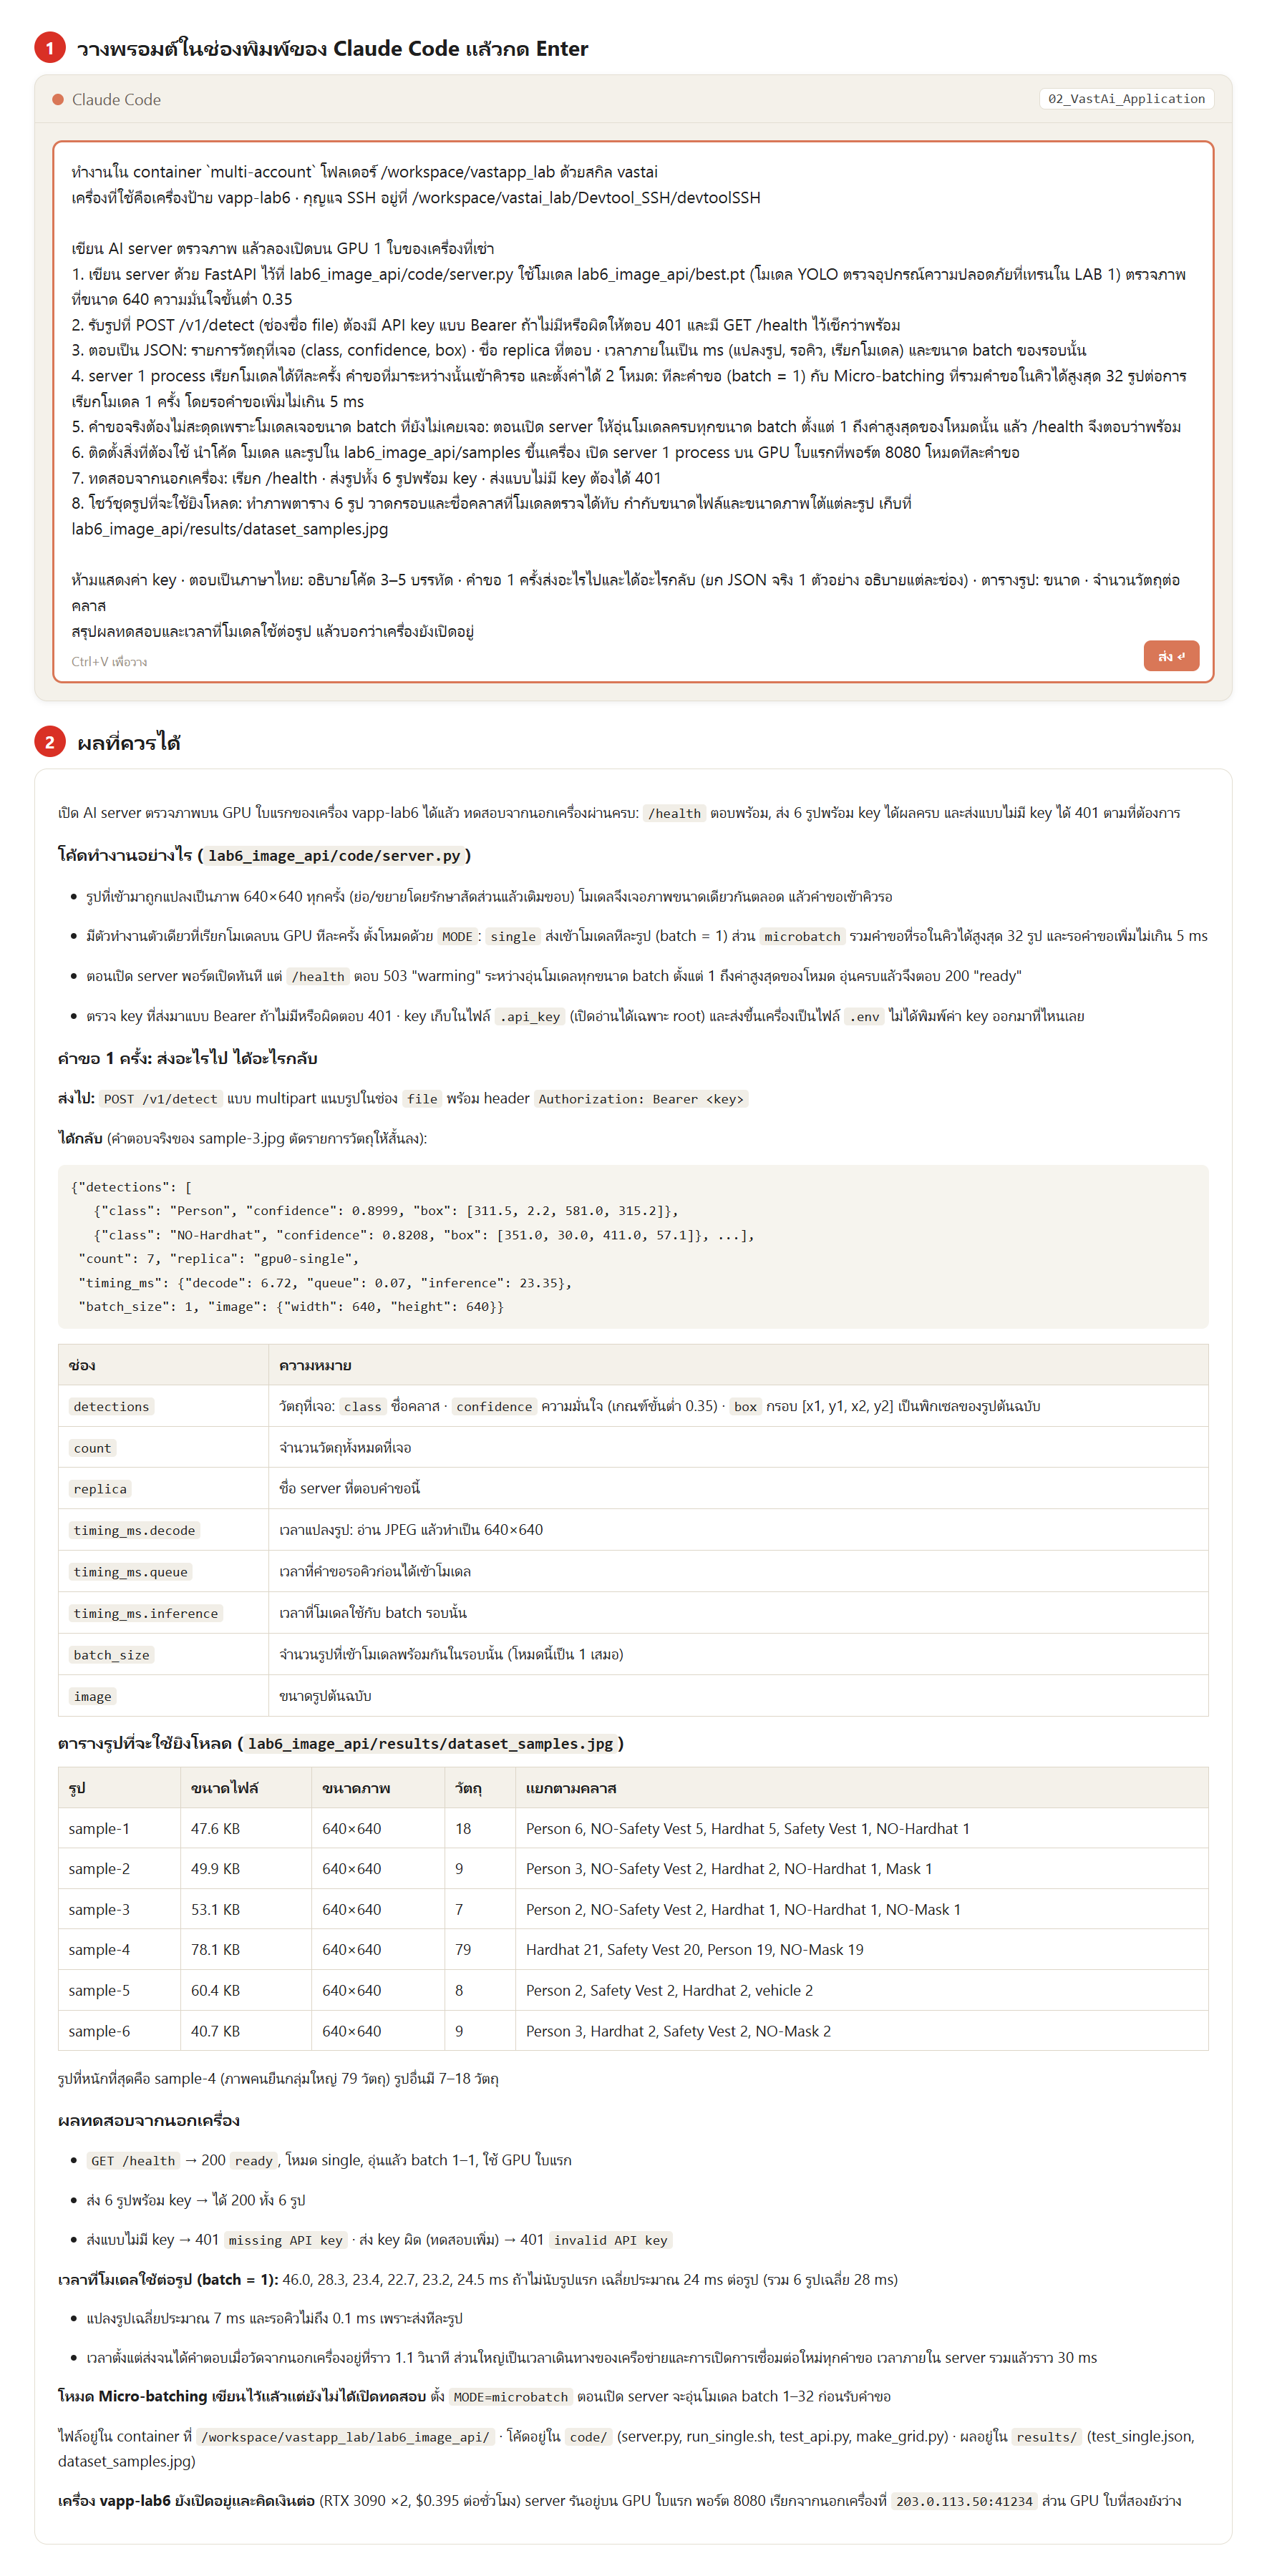 1 วางพรอมต์ในช่องพิมพ์ของ Claude Code แล้วกด Enter
Claude Code
02_VastAi_Application
ทำงานใน container `multi-account` โฟลเดอร์ /workspace/vastapp_lab ด้วยสกิล vastai
เครื่องที่ใช้คือเครื่องป้าย vapp-lab6 · กุญแจ SSH อยู่ที่ /workspace/vastai_lab/Devtool_SSH/devtoolSSH
เขียน AI server ตรวจภาพ แล้วลองเปิดบน GPU 1 ใบของเครื่องที่เช่า
1. เขียน server ด้วย FastAPI ไว้ที่ lab6_image_api/code/server.py ใช้โมเดล lab6_image_api/best.pt (โมเดล YOLO ตรวจอุปกรณ์ความปลอดภัยที่เทรนใน LAB 1) ตรวจภาพ
ที่ขนาด 640 ความมั่นใจขั้นต่ำ 0.35
2. รับรูปที่ POST /v1/detect (ช่องชื่อ file) ต้องมี API key แบบ Bearer ถ้าไม่มีหรือผิดให้ตอบ 401 และมี GET /health ไว้เช็กว่าพร้อม
3. ตอบเป็น JSON: รายการวัตถุที่เจอ (class, confidence, box) · ชื่อ replica ที่ตอบ · เวลาภายในเป็น ms (แปลงรูป, รอคิว, เรียกโมเดล) และขนาด batch ของรอบนั้น
4. server 1 process เรียกโมเดลได้ทีละครั้ง คำขอที่มาระหว่างนั้นเข้าคิวรอ และตั้งค่าได้ 2 โหมด: ทีละคำขอ (batch = 1) กับ Micro-batching ที่รวมคำขอในคิวได้สูงสุด 32 รูปต่อการ
เรียกโมเดล 1 ครั้ง โดยรอคำขอเพิ่มไม่เกิน 5 ms
5. คำขอจริงต้องไม่สะดุดเพราะโมเดลเจอขนาด batch ที่ยังไม่เคยเจอ: ตอนเปิด server ให้อุ่นโมเดลครบทุกขนาด batch ตั้งแต่ 1 ถึงค่าสูงสุดของโหมดนั้น แล้ว /health จึงตอบว่าพร้อม
6. ติดตั้งสิ่งที่ต้องใช้ นำโค้ด โมเดล และรูปใน lab6_image_api/samples ขึ้นเครื่อง เปิด server 1 process บน GPU ใบแรกที่พอร์ต 8080 โหมดทีละคำขอ
7. ทดสอบจากนอกเครื่อง: เรียก /health · ส่งรูปทั้ง 6 รูปพร้อม key · ส่งแบบไม่มี key ต้องได้ 401
8. โชว์ชุดรูปที่จะใช้ยิงโหลด: ทำภาพตาราง 6 รูป วาดกรอบและชื่อคลาสที่โมเดลตรวจได้ทับ กำกับขนาดไฟล์และขนาดภาพใต้แต่ละรูป เก็บที่
lab6_image_api/results/dataset_samples.jpg
ห้ามแสดงค่า key · ตอบเป็นภาษาไทย: อธิบายโค้ด 3–5 บรรทัด · คำขอ 1 ครั้งส่งอะไรไปและได้อะไรกลับ (ยก JSON จริง 1 ตัวอย่าง อธิบายแต่ละช่อง) · ตารางรูป: ขนาด · จำนวนวัตถุต่อ
คลาส
สรุปผลทดสอบและเวลาที่โมเดลใช้ต่อรูป แล้วบอกว่าเครื่องยังเปิดอยู่
Ctrl+V เพื่อวาง
ส่ง ↵
2 ผลที่ควรได้
เปิด AI server ตรวจภาพบน GPU ใบแรกของเครื่อง vapp-lab6 ได้แล้ว ทดสอบจากนอกเครื่องผ่านครบ: /health ตอบพร้อม, ส่ง 6 รูปพร้อม key ได้ผลครบ และส่งแบบไม่มี key ได้ 401 ตามที่ต้องการ
โค้ดทำงานอย่างไร ( lab6_image_api/code/server.py )
• รูปที่เข้ามาถูกแปลงเป็นภาพ 640×640 ทุกครั้ง (ย่อ/ขยายโดยรักษาสัดส่วนแล้วเติมขอบ) โมเดลจึงเจอภาพขนาดเดียวกันตลอด แล้วคำขอเข้าคิวรอ
• มีตัวทำงานตัวเดียวที่เรียกโมเดลบน GPU ทีละครั้ง ตั้งโหมดด้วย MODE : single ส่งเข้าโมเดลทีละรูป (batch = 1) ส่วน microbatch รวมคำขอที่รอในคิวได้สูงสุด 32 รูป และรอคำขอเพิ่มไม่เกิน 5 ms
• ตอนเปิด server พอร์ตเปิดทันที แต่ /health ตอบ 503 "warming" ระหว่างอุ่นโมเดลทุกขนาด batch ตั้งแต่ 1 ถึงค่าสูงสุดของโหมด อุ่นครบแล้วจึงตอบ 200 "ready"
• ตรวจ key ที่ส่งมาแบบ Bearer ถ้าไม่มีหรือผิดตอบ 401 · key เก็บในไฟล์ .api_key (เปิดอ่านได้เฉพาะ root) และส่งขึ้นเครื่องเป็นไฟล์ .env ไม่ได้พิมพ์ค่า key ออกมาที่ไหนเลย
คำขอ 1 ครั้ง: ส่งอะไรไป ได้อะไรกลับ
ส่งไป: POST /v1/detect แบบ multipart แนบรูปในช่อง file พร้อม header Authorization: Bearer <key>
ได้กลับ (คำตอบจริงของ sample-3.jpg ตัดรายการวัตถุให้สั้นลง):
{"detections": [
{"class": "Person", "confidence": 0.8999, "box": [311.5, 2.2, 581.0, 315.2]},
{"class": "NO-Hardhat", "confidence": 0.8208, "box": [351.0, 30.0, 411.0, 57.1]}, ...],
"count": 7, "replica": "gpu0-single",
"timing_ms": {"decode": 6.72, "queue": 0.07, "inference": 23.35},
"batch_size": 1, "image": {"width": 640, "height": 640}}
ช่อง ความหมาย
detections วัตถุที่เจอ: class ชื่อคลาส · confidence ความมั่นใจ (เกณฑ์ขั้นต่ำ 0.35) · box กรอบ [x1, y1, x2, y2] เป็นพิกเซลของรูปต้นฉบับ
count จำนวนวัตถุทั้งหมดที่เจอ
replica ชื่อ server ที่ตอบคำขอนี้
timing_ms.decode เวลาแปลงรูป: อ่าน JPEG แล้วทำเป็น 640×640
timing_ms.queue เวลาที่คำขอรอคิวก่อนได้เข้าโมเดล
timing_ms.inference เวลาที่โมเดลใช้กับ batch รอบนั้น
batch_size จำนวนรูปที่เข้าโมเดลพร้อมกันในรอบนั้น (โหมดนี้เป็น 1 เสมอ)
image ขนาดรูปต้นฉบับ
ตารางรูปที่จะใช้ยิงโหลด ( lab6_image_api/results/dataset_samples.jpg )
รูป ขนาดไฟล์ ขนาดภาพ วัตถุ แยกตามคลาส
sample-1 47.6 KB 640×640 18 Person 6, NO-Safety Vest 5, Hardhat 5, Safety Vest 1, NO-Hardhat 1
sample-2 49.9 KB 640×640 9 Person 3, NO-Safety Vest 2, Hardhat 2, NO-Hardhat 1, Mask 1
sample-3 53.1 KB 640×640 7 Person 2, NO-Safety Vest 2, Hardhat 1, NO-Hardhat 1, NO-Mask 1
sample-4 78.1 KB 640×640 79 Hardhat 21, Safety Vest 20, Person 19, NO-Mask 19
sample-5 60.4 KB 640×640 8 Person 2, Safety Vest 2, Hardhat 2, vehicle 2
sample-6 40.7 KB 640×640 9 Person 3, Hardhat 2, Safety Vest 2, NO-Mask 2
รูปที่หนักที่สุดคือ sample-4 (ภาพคนยืนกลุ่มใหญ่ 79 วัตถุ) รูปอื่นมี 7–18 วัตถุ
ผลทดสอบจากนอกเครื่อง
• GET /health → 200 ready , โหมด single, อุ่นแล้ว batch 1–1, ใช้ GPU ใบแรก
• ส่ง 6 รูปพร้อม key → ได้ 200 ทั้ง 6 รูป
• ส่งแบบไม่มี key → 401 missing API key · ส่ง key ผิด (ทดสอบเพิ่ม) → 401 invalid API key
เวลาที่โมเดลใช้ต่อรูป (batch = 1): 46.0, 28.3, 23.4, 22.7, 23.2, 24.5 ms ถ้าไม่นับรูปแรก เฉลี่ยประมาณ 24 ms ต่อรูป (รวม 6 รูปเฉลี่ย 28 ms)
• แปลงรูปเฉลี่ยประมาณ 7 ms และรอคิวไม่ถึง 0.1 ms เพราะส่งทีละรูป
• เวลาตั้งแต่ส่งจนได้คำตอบเมื่อวัดจากนอกเครื่องอยู่ที่ราว 1.1 วินาที ส่วนใหญ่เป็นเวลาเดินทางของเครือข่ายและการเปิดการเชื่อมต่อใหม่ทุกคำขอ เวลาภายใน server รวมแล้วราว 30 ms
โหมด Micro-batching เขียนไว้แล้วแต่ยังไม่ได้เปิดทดสอบ ตั้ง MODE=microbatch ตอนเปิด server จะอุ่นโมเดล batch 1–32 ก่อนรับคำขอ
ไฟล์อยู่ใน container ที่ /workspace/vastapp_lab/lab6_image_api/ · โค้ดอยู่ใน code/ (server.py, run_single.sh, test_api.py, make_grid.py) · ผลอยู่ใน results/ (test_single.json,
dataset_samples.jpg)
เครื่อง vapp-lab6 ยังเปิดอยู่และคิดเงินต่อ (RTX 3090 ×2, $0.395 ต่อชั่วโมง) server รันอยู่บน GPU ใบแรก พอร์ต 8080 เรียกจากนอกเครื่องที่ 203.0.113.50:41234 ส่วน GPU ใบที่สองยังว่าง